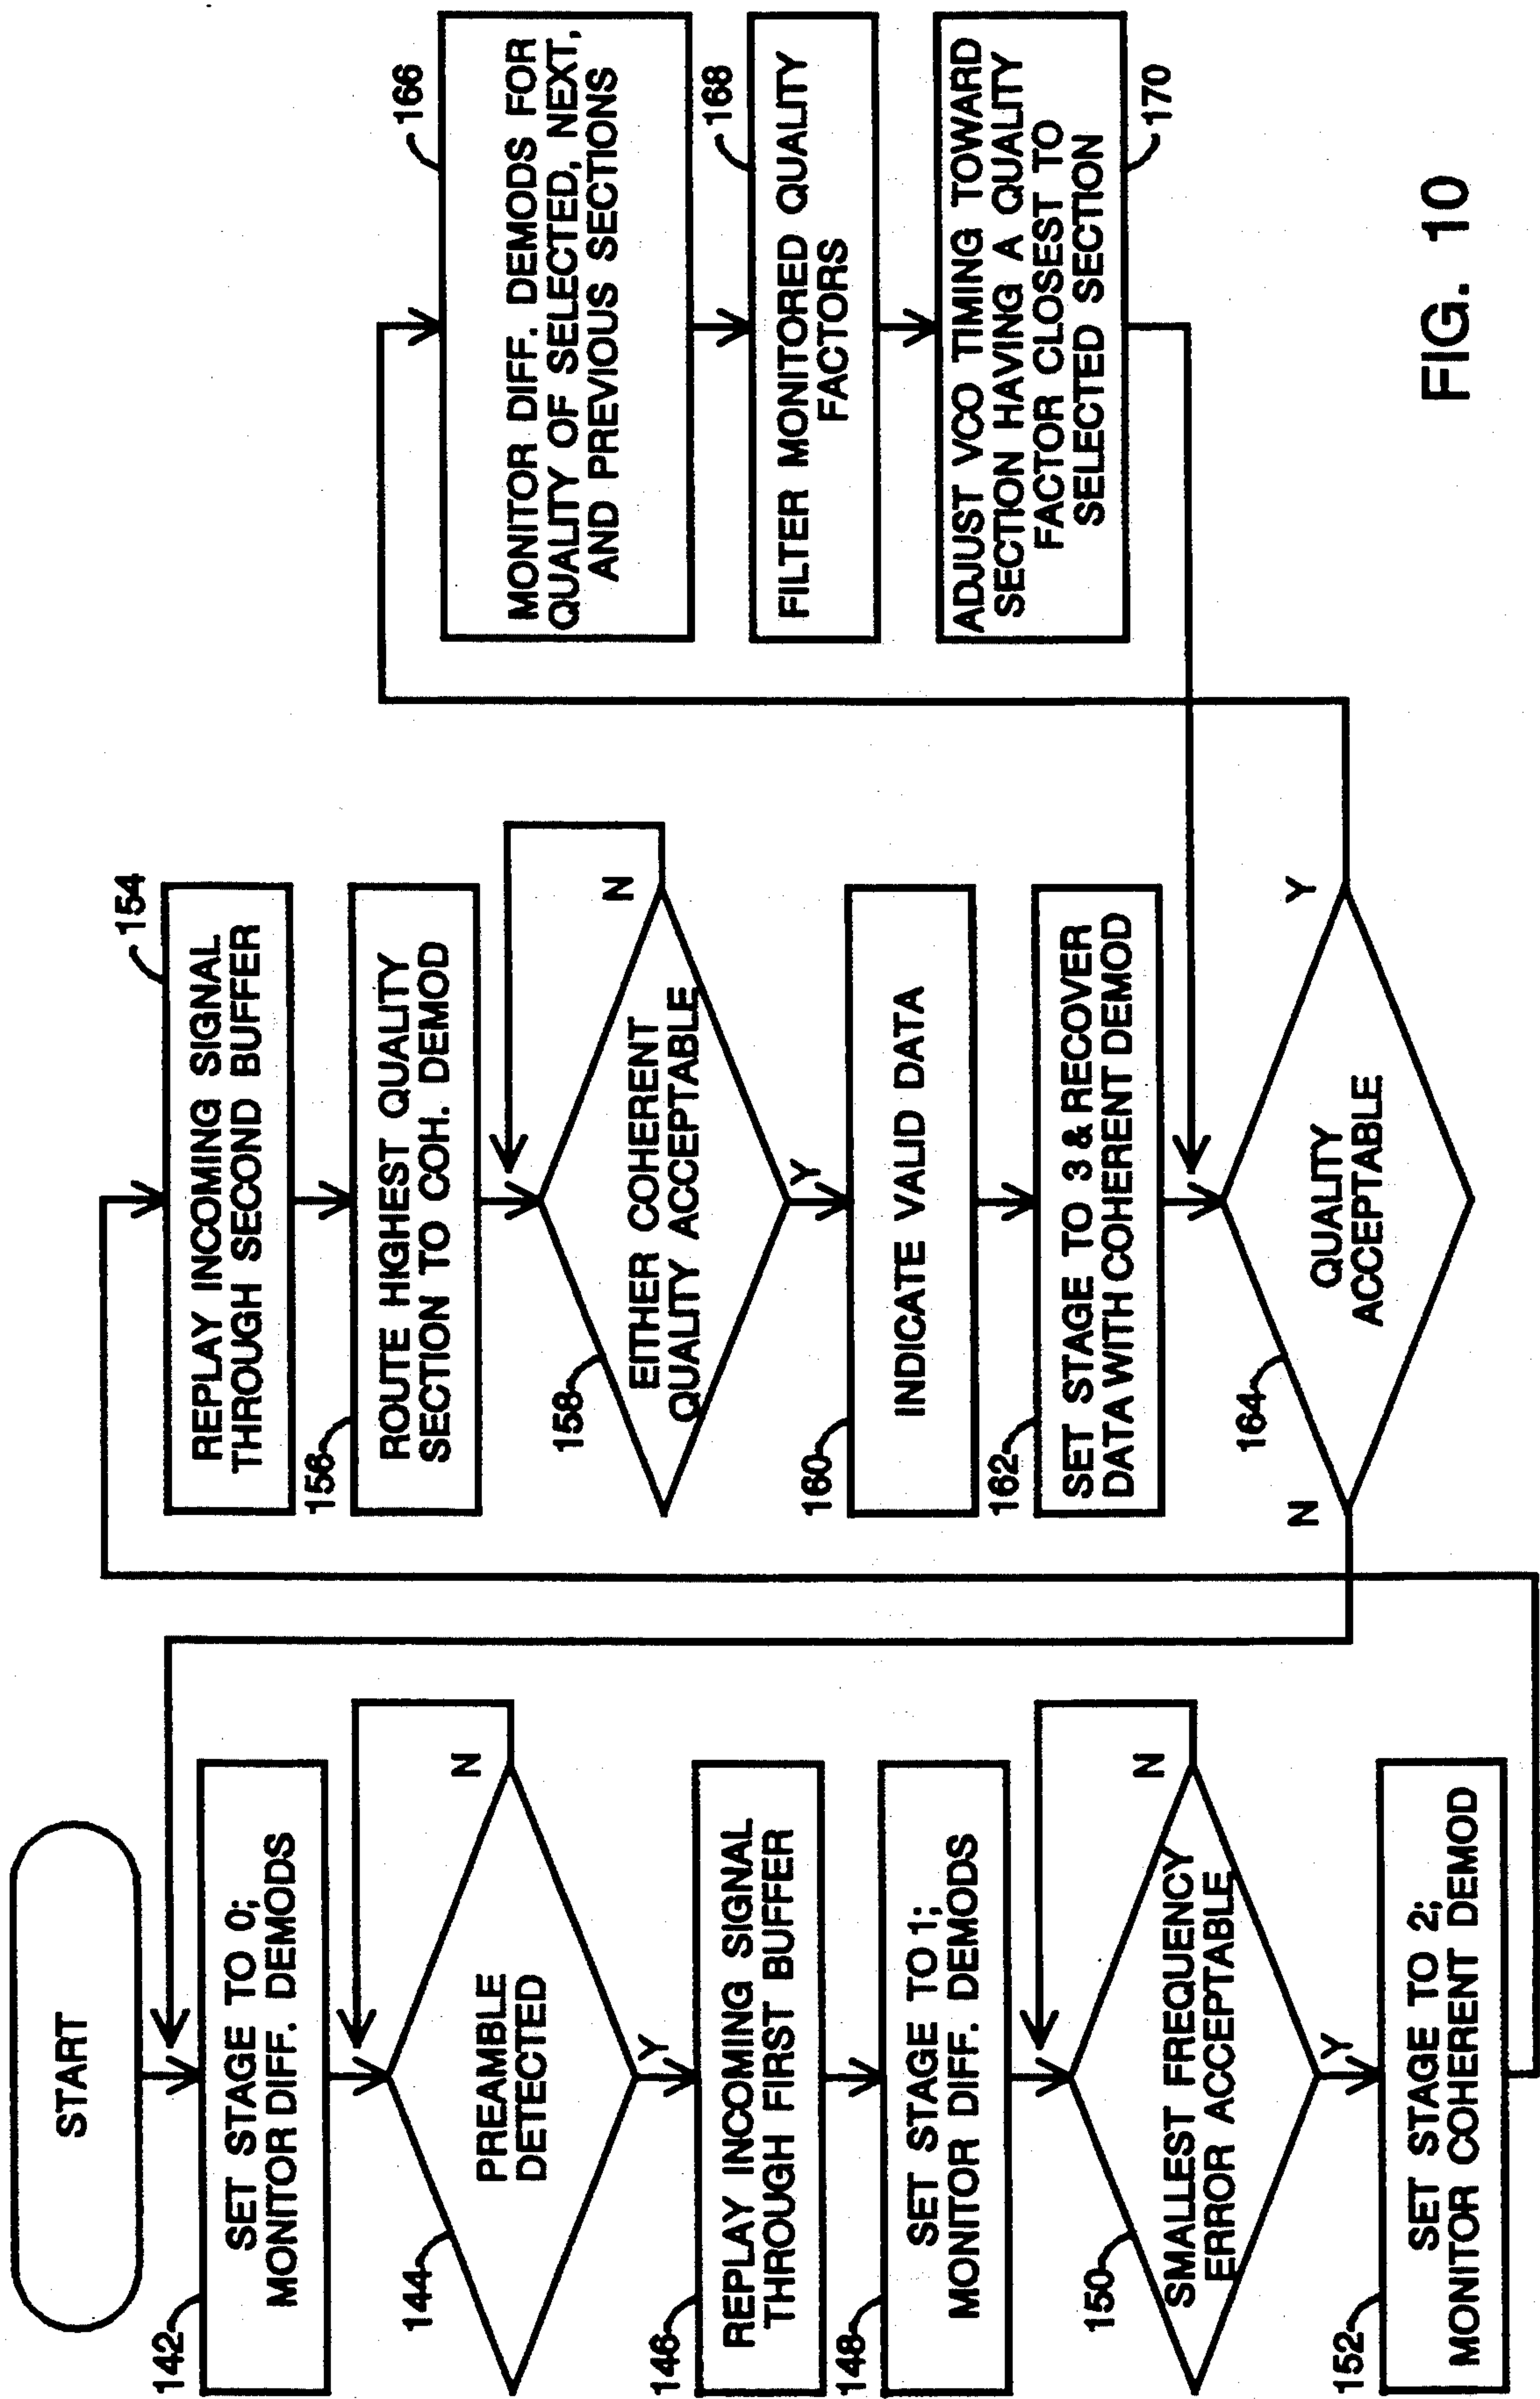 START
142
SET STAGE TO 0;
MONITOR DIFF. DEMODS
144
PREAMBLE
DETECTED
N
Y
146
REPLAY INCOMING SIGNAL
THROUGH FIRST BUFFER
148
SET STAGE TO 1;
MONITOR DIFF. DEMODS
150
SMALLEST FREQUENCY
ERROR ACCEPTABLE
N
Y
152
SET STAGE TO 2;
MONITOR COHERENT DEMOD
154
REPLAY INCOMING SIGNAL
THROUGH SECOND BUFFER
156
ROUTE HIGHEST QUALITY
SECTION TO COH. DEMOD
158
EITHER COHERENT
QUALITY ACCEPTABLE
N
Y
160
INDICATE VALID DATA
162
SET STAGE TO 3 & RECOVER
DATA WITH COHERENT DEMOD
164
QUALITY
ACCEPTABLE
N
Y
166
MONITOR DIFF. DEMODS FOR
QUALITY OF SELECTED, NEXT,
AND PREVIOUS SECTIONS
168
FILTER MONITORED QUALITY
FACTORS
170
ADJUST VCO TIMING TOWARD
SECTION HAVING A QUALITY
FACTOR CLOSEST TO
SELECTED SECTION
FIG. 10